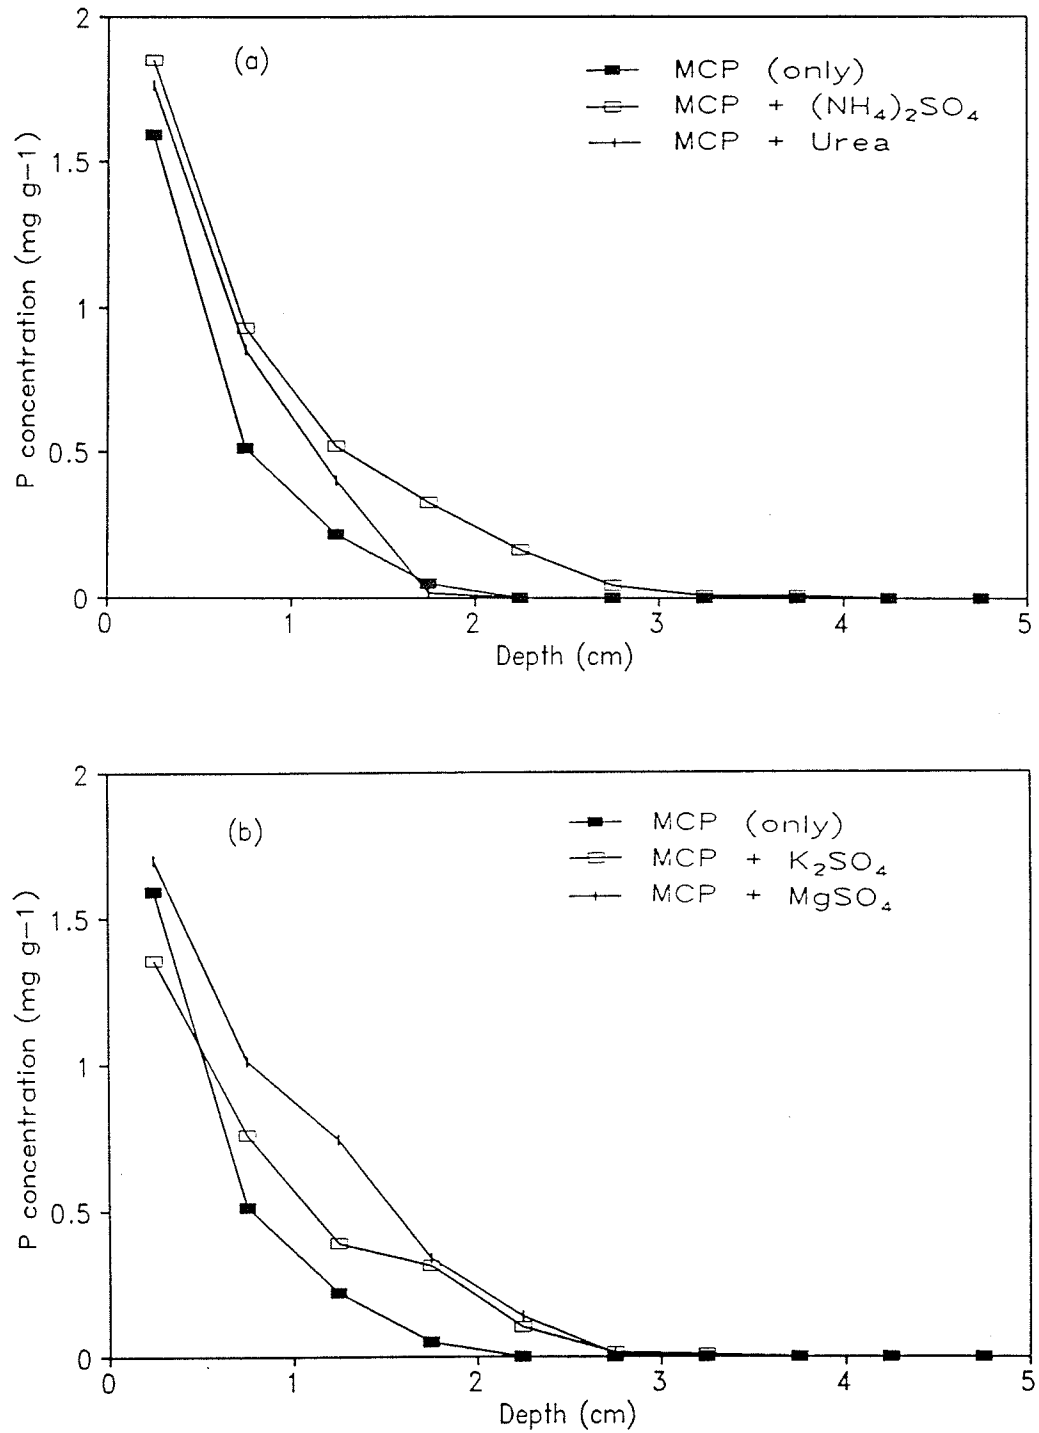 (a)
MCP (only)
MCP + (NH₄)₂SO₄
MCP + Urea
P concentration (mg g-1)
2
1.5
1
0.5
0
0 1 2 3 4 5
Depth (cm)
(b)
MCP (only)
MCP + K₂SO₄
MCP + MgSO₄
P concentration (mg g-1)
2
1.5
1
0.5
0
0 1 2 3 4 5
Depth (cm)